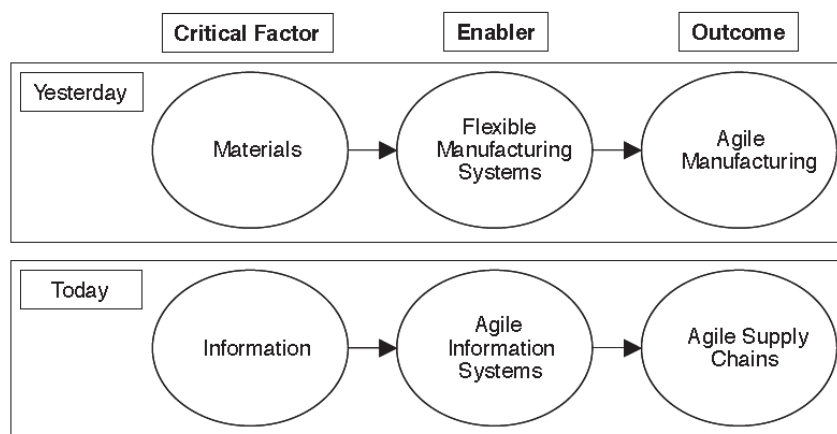 Critical Factor
Enabler
Outcome
Yesterday
Materials
Flexible
Manufacturing
Systems
Agile
Manufacturing
Today
Information
Agile
Information
Systems
Agile Supply
Chains